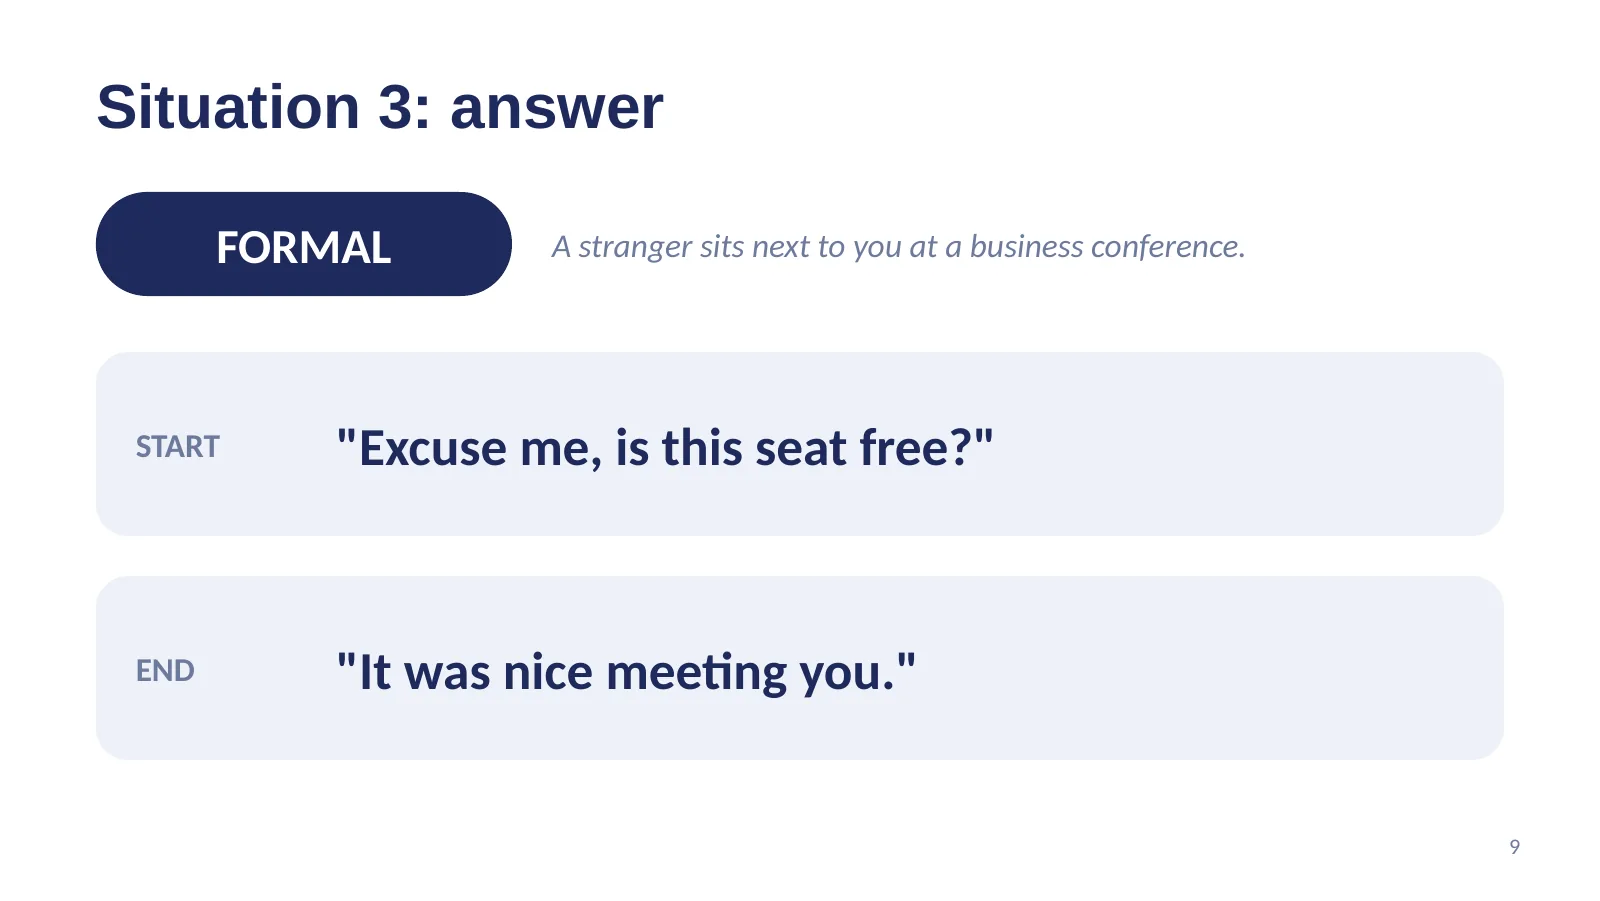 Situation 3: answer
FORMAL
A stranger sits next to you at a business conference.
START
"Excuse me, is this seat free?"
END
"It was nice meeting you."
9